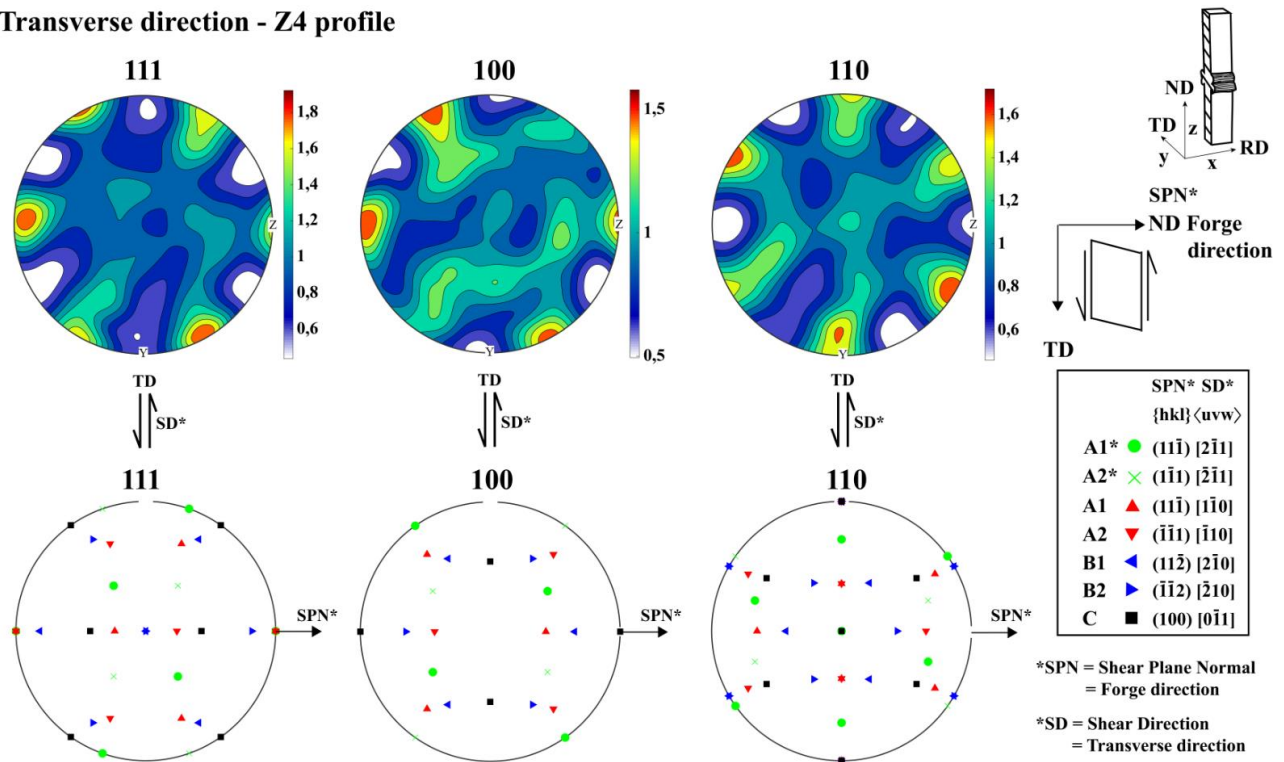 Transverse direction - Z4 profile
111
100
110
1,8
1,6
1,4
1,2
1
0,8
0,6
1,5
1
0,5
1,6
1,4
1,2
1
0,8
0,6
Z
Y
Z
Y
Z
Y
ND
TD
z
y
x
RD
SPN*
ND Forge
direction
TD
TD
SD*
TD
SD*
TD
SD*
111
100
110
SPN*
SPN*
SPN*
SPN* SD*
{hkl}⟨uvw⟩
A1* (111̄) [21̄1]
A2* (11̄1) [2̄1̄1]
A1 (111̄) [11̄0]
A2 (1̄1̄1) [1̄10]
B1 (112̄) [21̄0]
B2 (1̄1̄2) [2̄10]
C (100) [01̄1]
*SPN = Shear Plane Normal
= Forge direction
*SD = Shear Direction
= Transverse direction